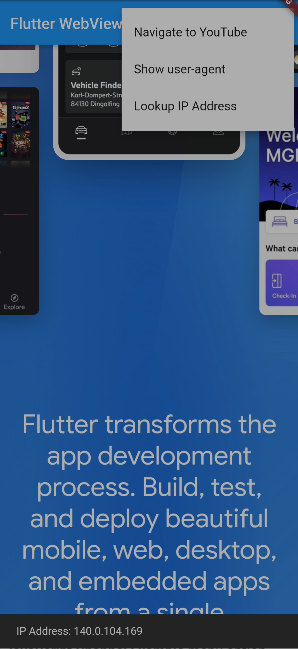 Flutter WebView
Navigate to YouTube
Show user-agent
Lookup IP Address
Vehicle Finde
Karl-Dompert-Str
84130 Dingolfing
Explore
Welc
MG
What can
Check-In
Flutter transforms the
app development
process. Build, test,
and deploy beautiful
mobile, web, desktop,
and embedded apps
from a single
IP Address: 140.0.104.169